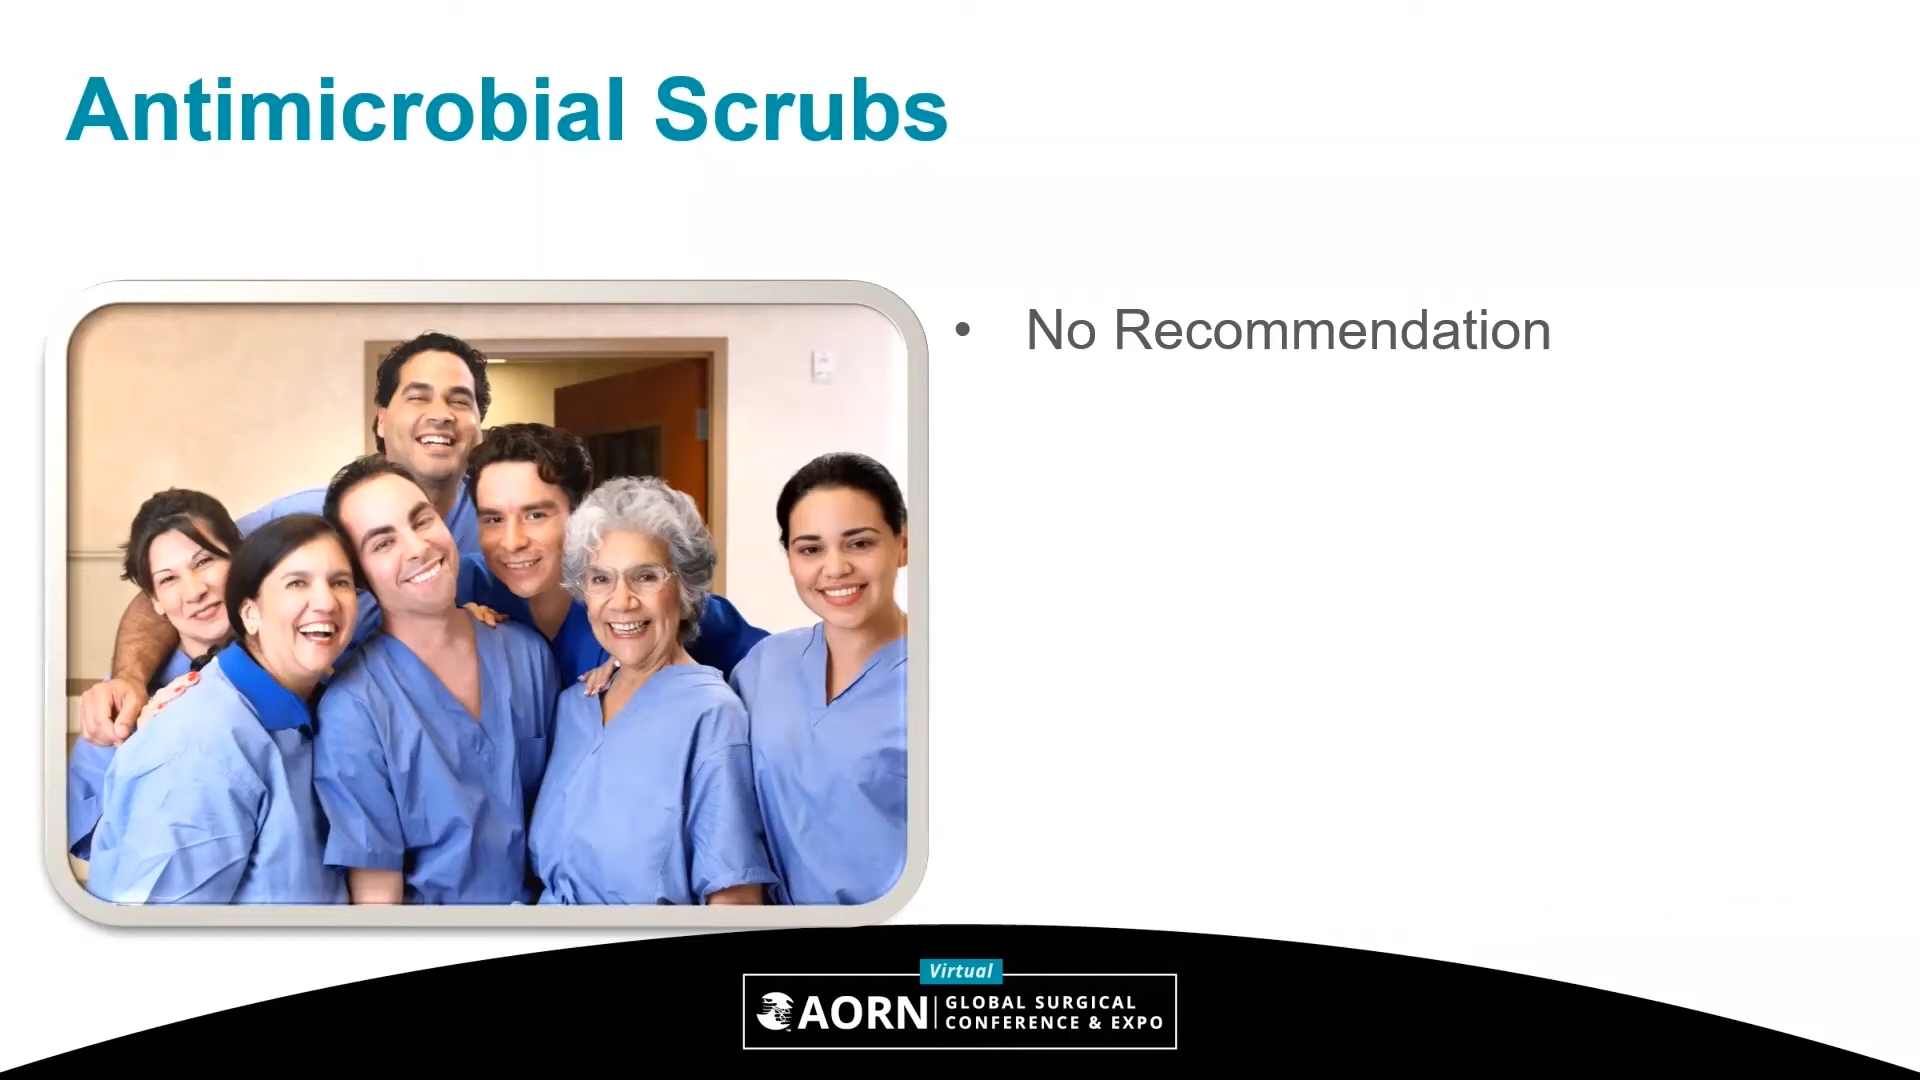 Antimicrobial Scrubs
• No Recommendation
Virtual
AORN
GLOBAL SURGICAL
CONFERENCE & EXPO